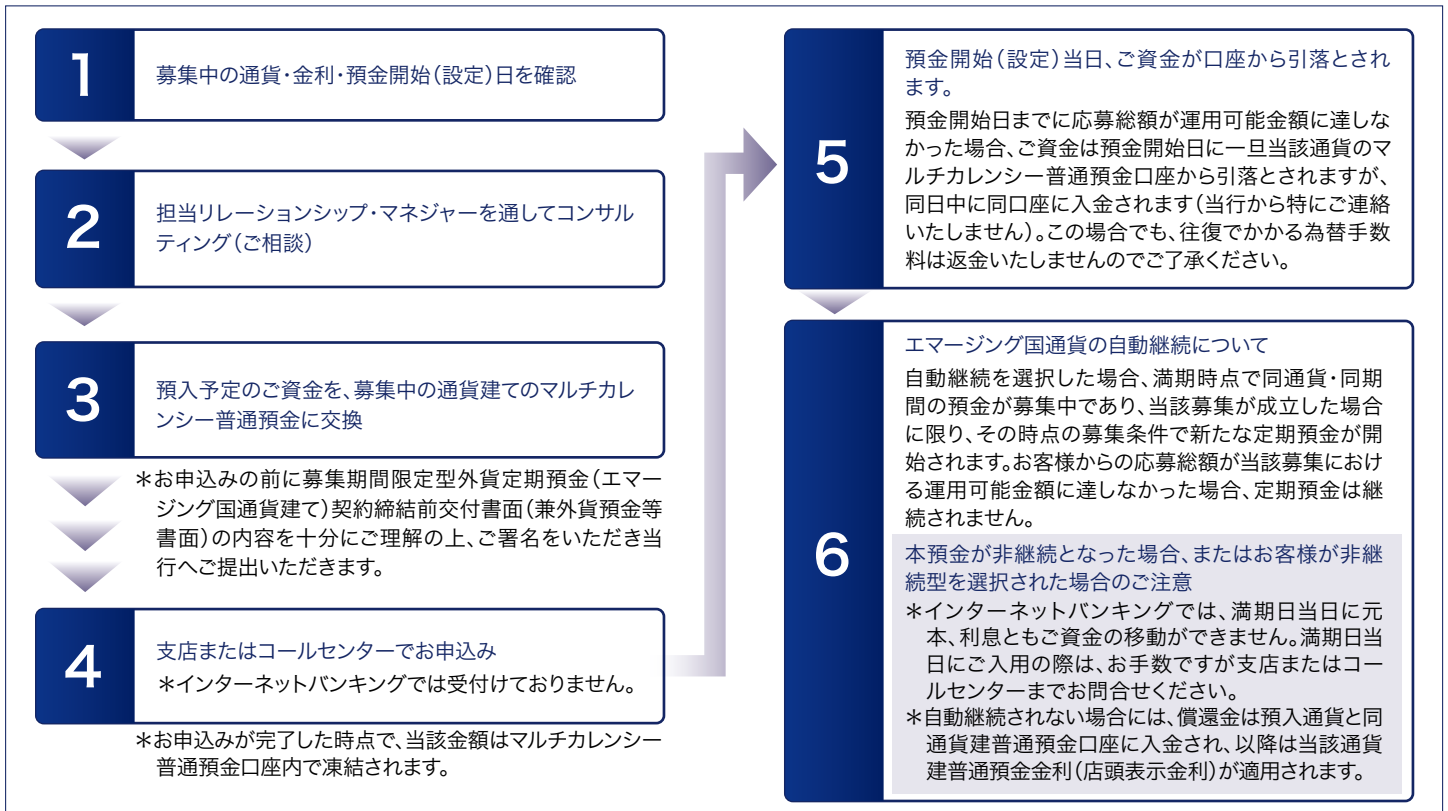 1
募集中の通貨・金利・預金開始(設定)日を確認
2
担当リレーションシップ・マネジャーを通してコンサル
ティング(ご相談)
3
預入予定のご資金を、募集中の通貨建てのマルチカレ
ンシー普通預金に交換
＊お申込みの前に募集期間限定型外貨定期預金(エマー
ジング国通貨建て)契約締結前交付書面(兼外貨預金等
書面)の内容を十分にご理解の上、ご署名をいただき当
行へご提出いただきます。
4
支店またはコールセンターでお申込み
＊インターネットバンキングでは受付けておりません。
＊お申込みが完了した時点で、当該金額はマルチカレンシー
普通預金口座内で凍結されます。
5
預金開始(設定)当日、ご資金が口座から引落とされ
ます。
預金開始日までに応募総額が運用可能金額に達しな
かった場合、ご資金は預金開始日に一旦当該通貨のマ
ルチカレンシー普通預金口座から引落とされますが、
同日中に同口座に入金されます(当行から特にご連絡
いたしません)。この場合でも、往復でかかる為替手数
料は返金いたしませんのでご了承ください。
6
エマージング国通貨の自動継続について
自動継続を選択した場合、満期時点で同通貨・同期
間の預金が募集中であり、当該募集が成立した場合
に限り、その時点の募集条件で新たな定期預金が開
始されます。お客様からの応募総額が当該募集におけ
る運用可能金額に達しなかった場合、定期預金は継
続されません。
本預金が非継続となった場合、またはお客様が非継
続型を選択された場合のご注意
＊インターネットバンキングでは、満期日当日に元
本、利息ともご資金の移動ができません。満期日当
日にご入用の際は、お手数ですが支店またはコー
ルセンターまでお問合せください。
＊自動継続されない場合には、償還金は預入通貨と同
通貨建普通預金口座に入金され、以降は当該通貨
建普通預金金利(店頭表示金利)が適用されます。